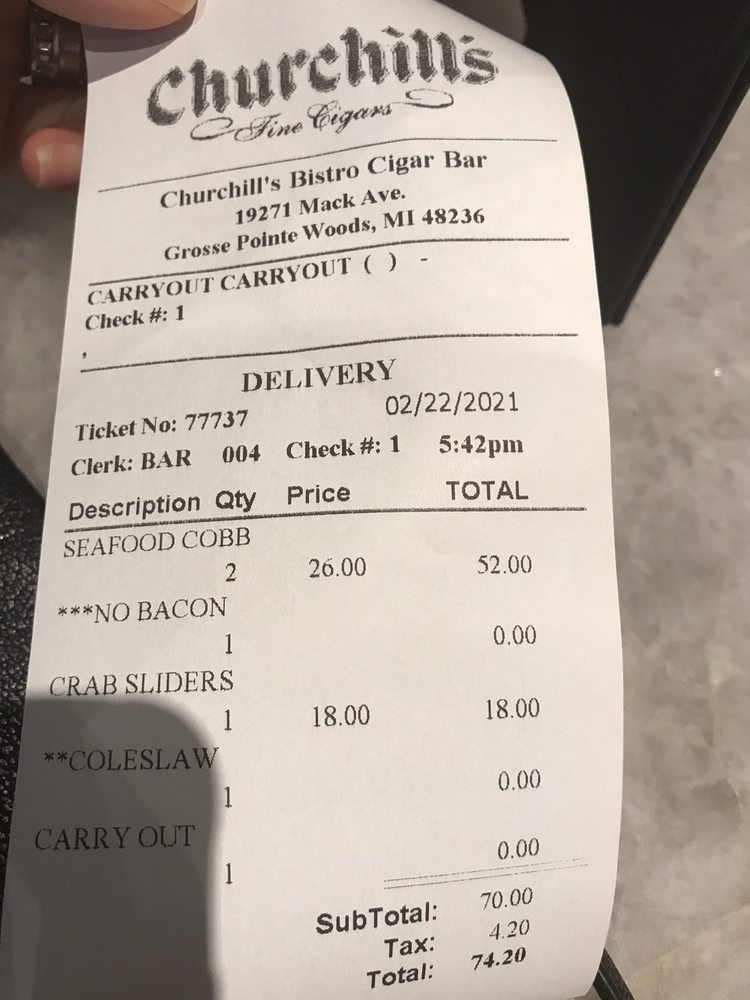 Churchill's
Fine Cigars
Churchill's Bistro Cigar Bar
19271 Mack Ave.
Grosse Pointe Woods, MI 48236
CARRYOUT CARRYOUT ( ) -
Check #: 1
,
DELIVERY
Ticket No: 77737 02/22/2021
Clerk: BAR 004 Check #: 1 5:42pm
Description Qty Price TOTAL
SEAFOOD COBB
2 26.00 52.00
***NO BACON
1 0.00
CRAB SLIDERS
1 18.00 18.00
**COLESLAW
1 0.00
CARRY OUT
1 0.00
SubTotal: 70.00
Tax: 4.20
Total: 74.20